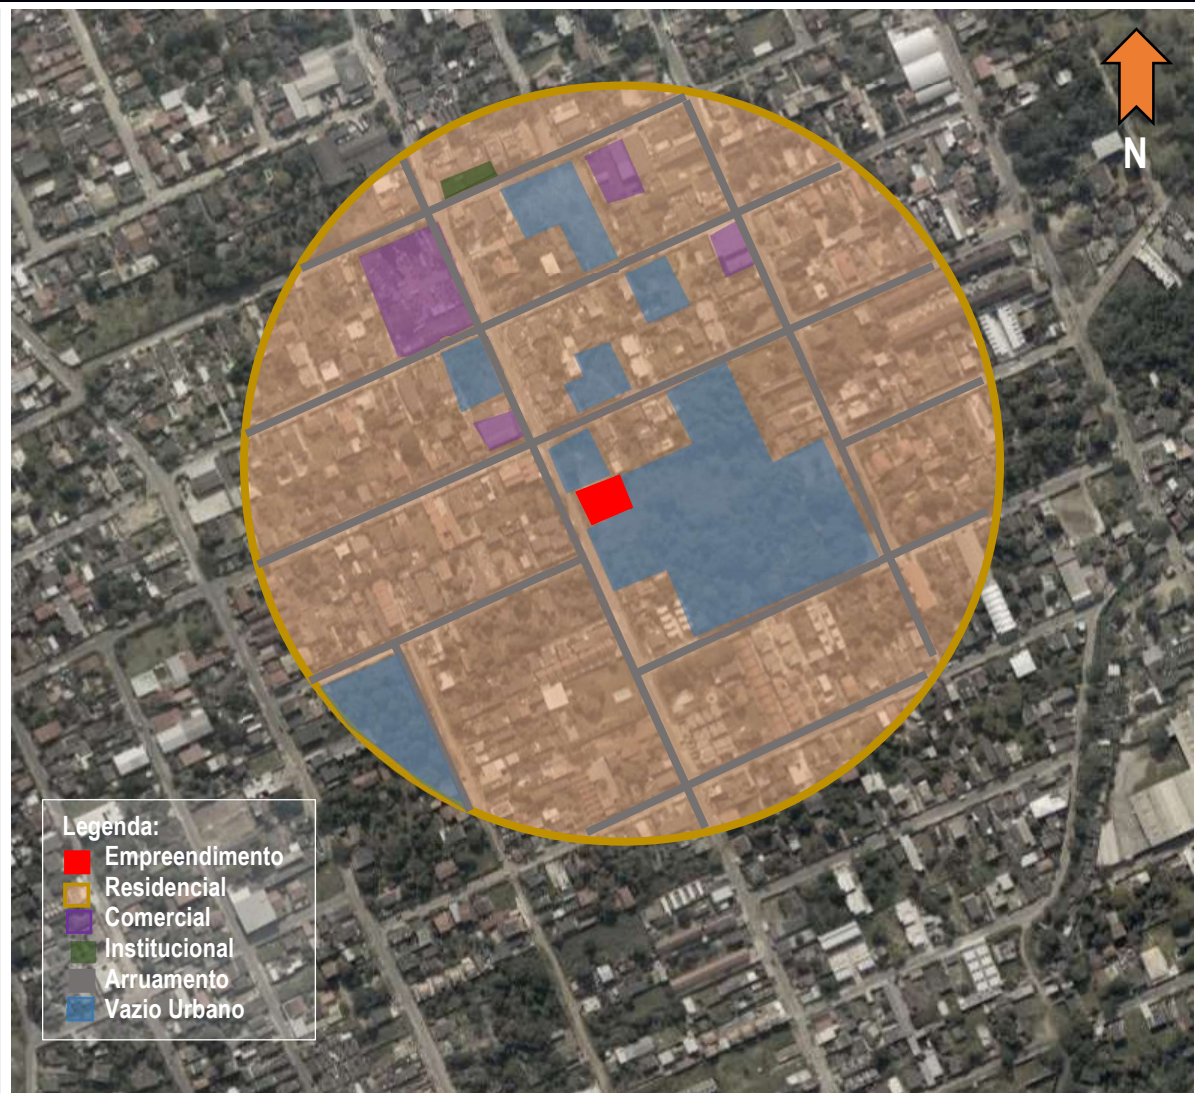 N
Legenda:
Empreendimento
Residencial
Comercial
Institucional
Arruamento
Vazio Urbano